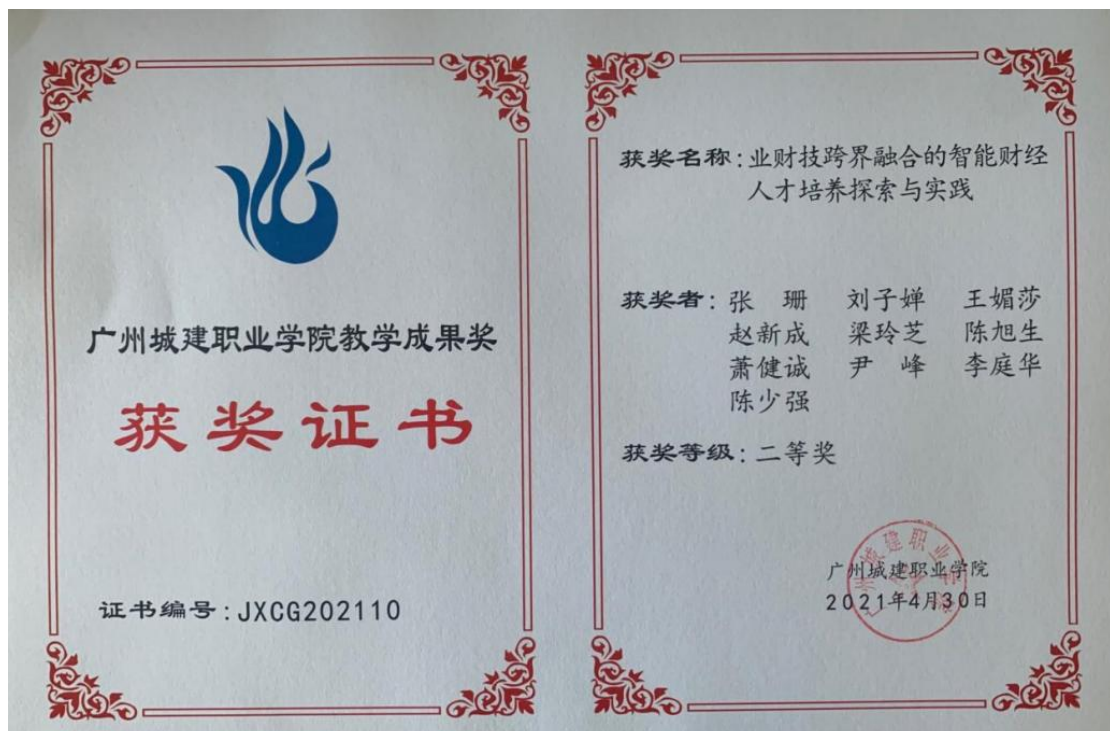 广州城建职业学院教学成果奖
获奖证书
证书编号:JXCG202110
获奖名称:业财技跨界融合的智能财经
人才培养探索与实践
获奖者:张 珊 刘子婵 王媚莎
赵新成 梁玲芝 陈旭生
萧健诚 尹 峰 李庭华
陈少强
获奖等级:二等奖
广州城建职业学院
2021年4月30日